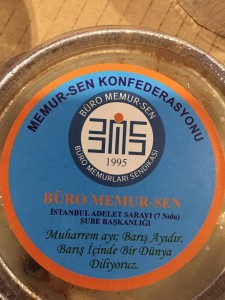 MEMUR-SEN KONFEDERASYONU
BÜRO MEMUR-SEN
BMS
1995
BÜRO MEMURLARI SENDİKASI
BÜRO MEMUR-SEN
İSTANBUL ADELET SARAYI (7 Nolu)
ŞUBE BAŞKANLIĞI
Muharrem ayı; Barış Ayıdır.
Barış İçinde Bir Dünya
Diliyoruz.